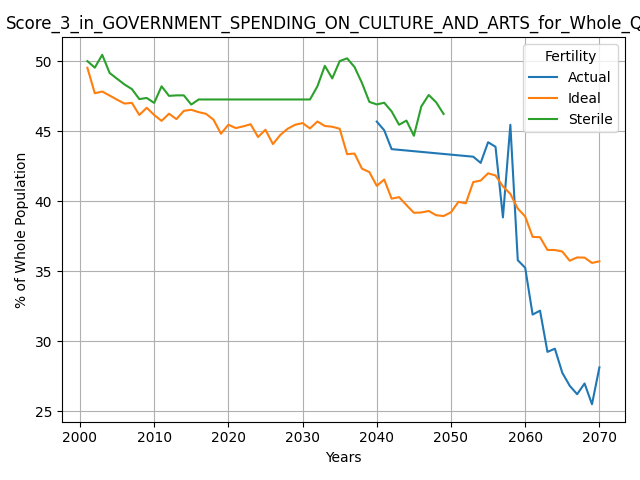 Score_3_in_GOVERNMENT_SPENDING_ON_CULTURE_AND_ARTS_for_Whole_Q
Fertility
Actual
Ideal
Sterile
% of Whole Population
50
45
40
35
30
25
2000 2010 2020 2030 2040 2050 2060 2070
Years